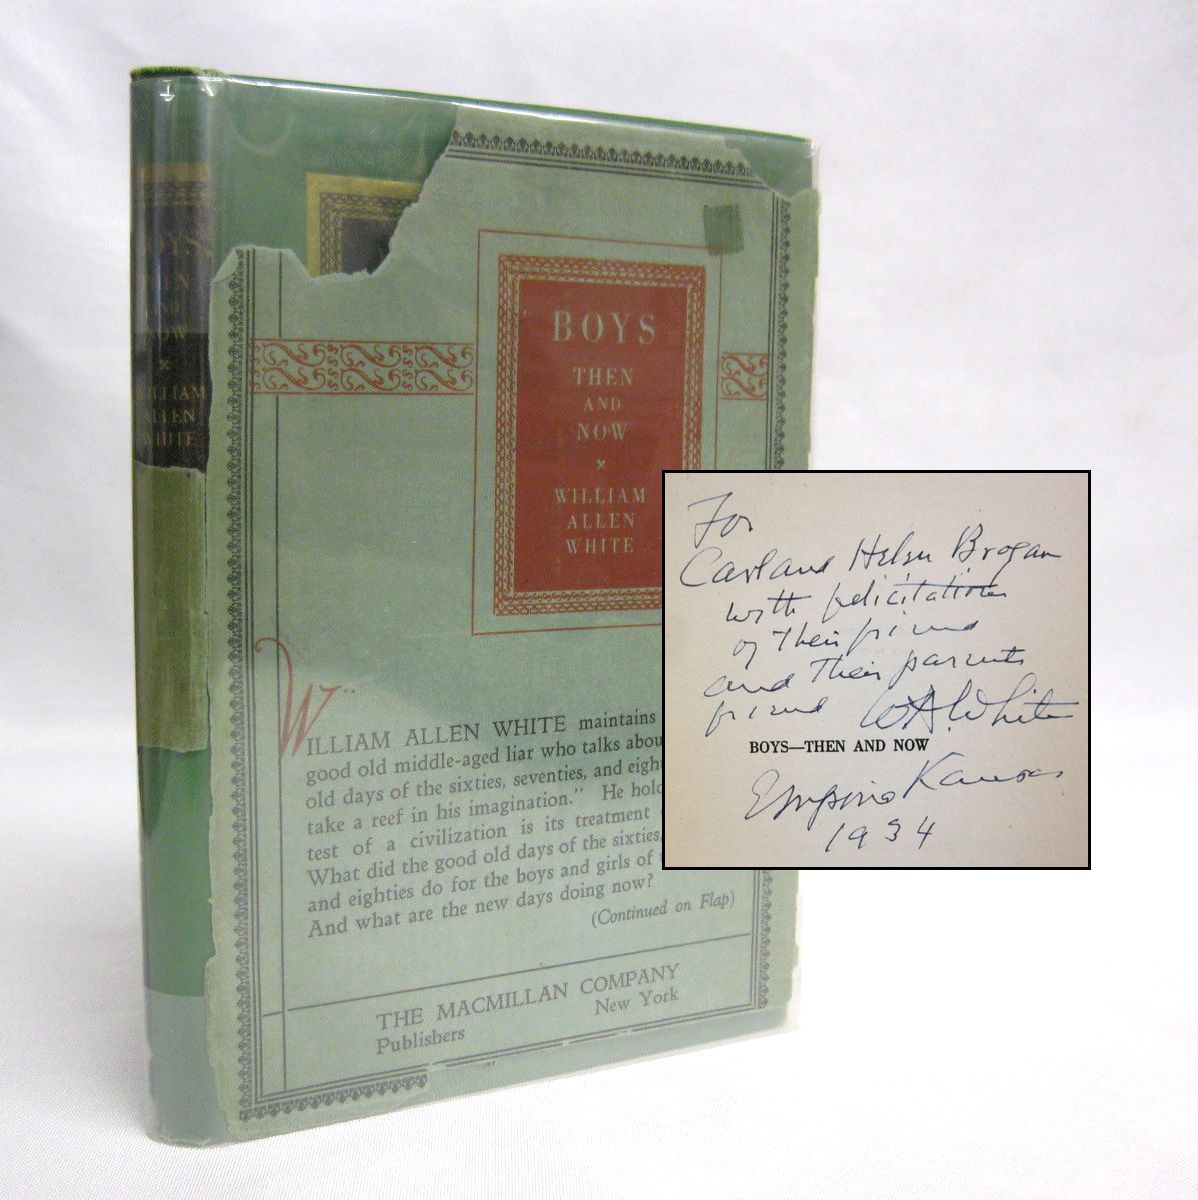 BOYS
NOW
×
WILLIAM
ALLEN
WHITE
BOYS
THEN
AND
NOW
×
WILLIAM
ALLEN
WHITE
WILLIAM ALLEN WHITE maintains
good old middle-aged liar who talks
old days of the sixties, seventies, and
take a reef in his imagination." He
test of a civilization is its treatment
What did the good old days of the sixties,
and eighties do for the boys and girls of
And what are the new days doing now?
(Continued on Flap)
THE MACMILLAN COMPANY
Publishers New York
For
Carl and Helen Brogan
with felicitations
of their friend
and their parents
friend W A White
BOYS—THEN AND NOW
Emporia Kansas
1934